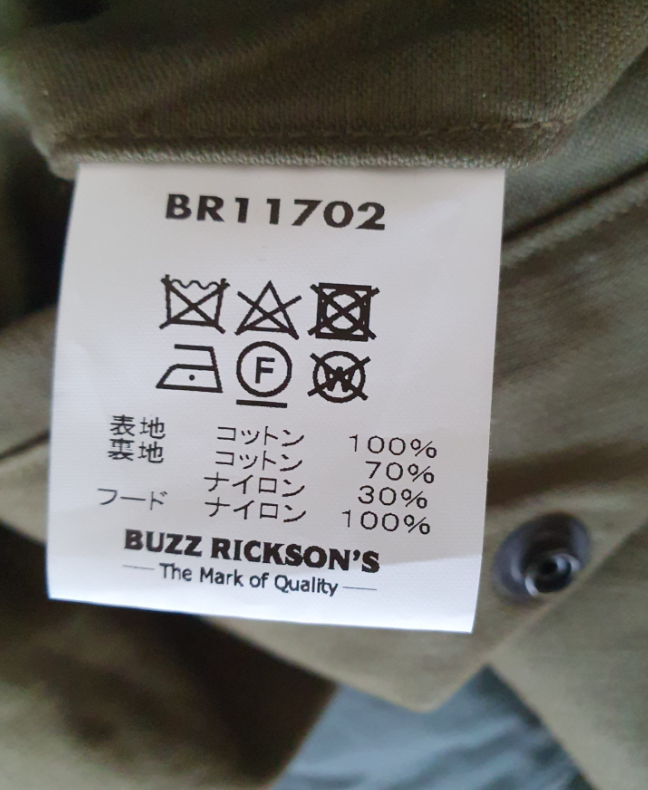 BR11702
F
W
表地 コットン 100%
裏地 コットン 70%
ナイロン 30%
フード ナイロン 100%
BUZZ RICKSON'S
The Mark of Quality